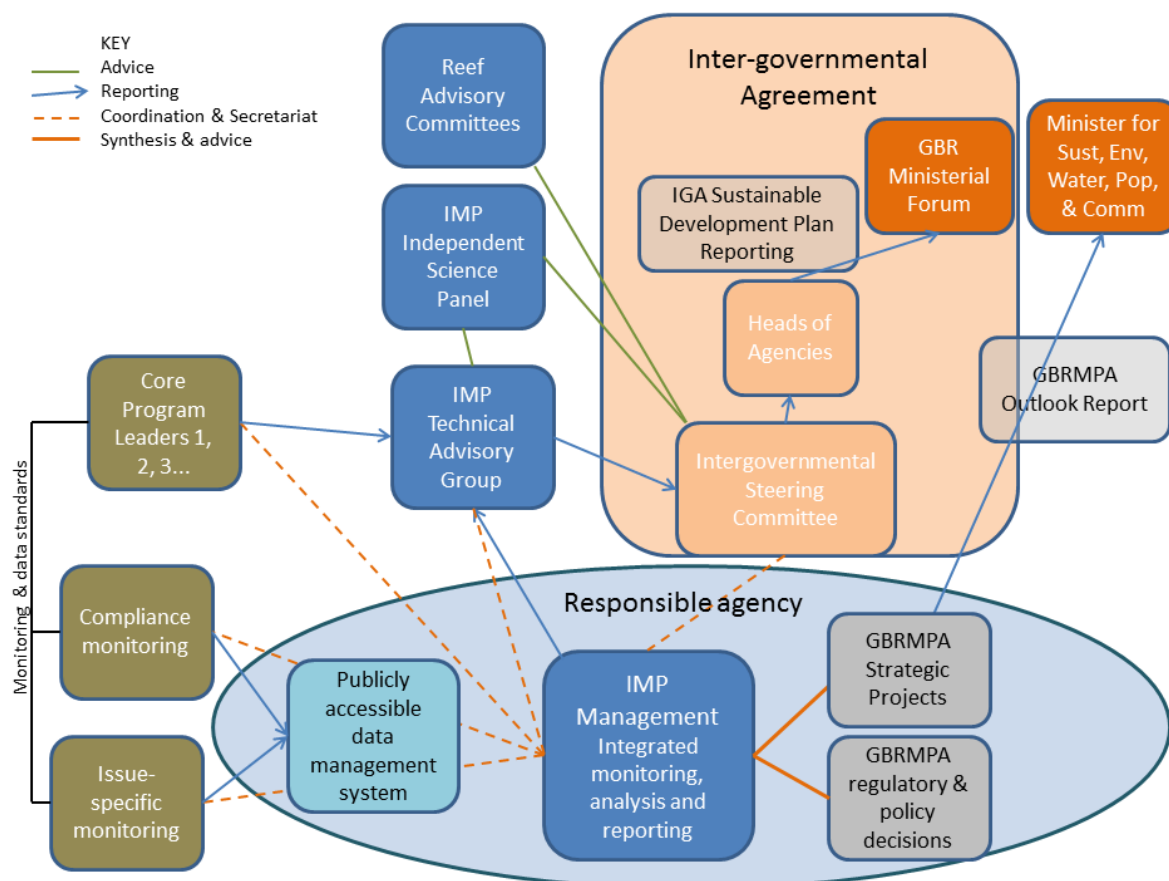 KEY
Advice
Reporting
Coordination & Secretariat
Synthesis & advice
Reef
Advisory
Committees
Inter-governmental
Agreement
GBR
Ministerial
Forum
Minister for
Sust, Env,
Water, Pop,
& Comm
IMP
Independent
Science
Panel
IGA Sustainable
Development Plan
Reporting
Heads of
Agencies
GBRMPA
Outlook Report
Core
Program
Leaders 1,
2, 3...
IMP
Technical
Advisory
Group
Intergovernmental
Steering
Committee
Monitoring & data standards
Compliance
monitoring
Responsible agency
Publicly
accessible
data
management
system
IMP
Management
Integrated
monitoring,
analysis and
reporting
GBRMPA
Strategic
Projects
GBRMPA
regulatory &
policy
decisions
Issue-
specific
monitoring